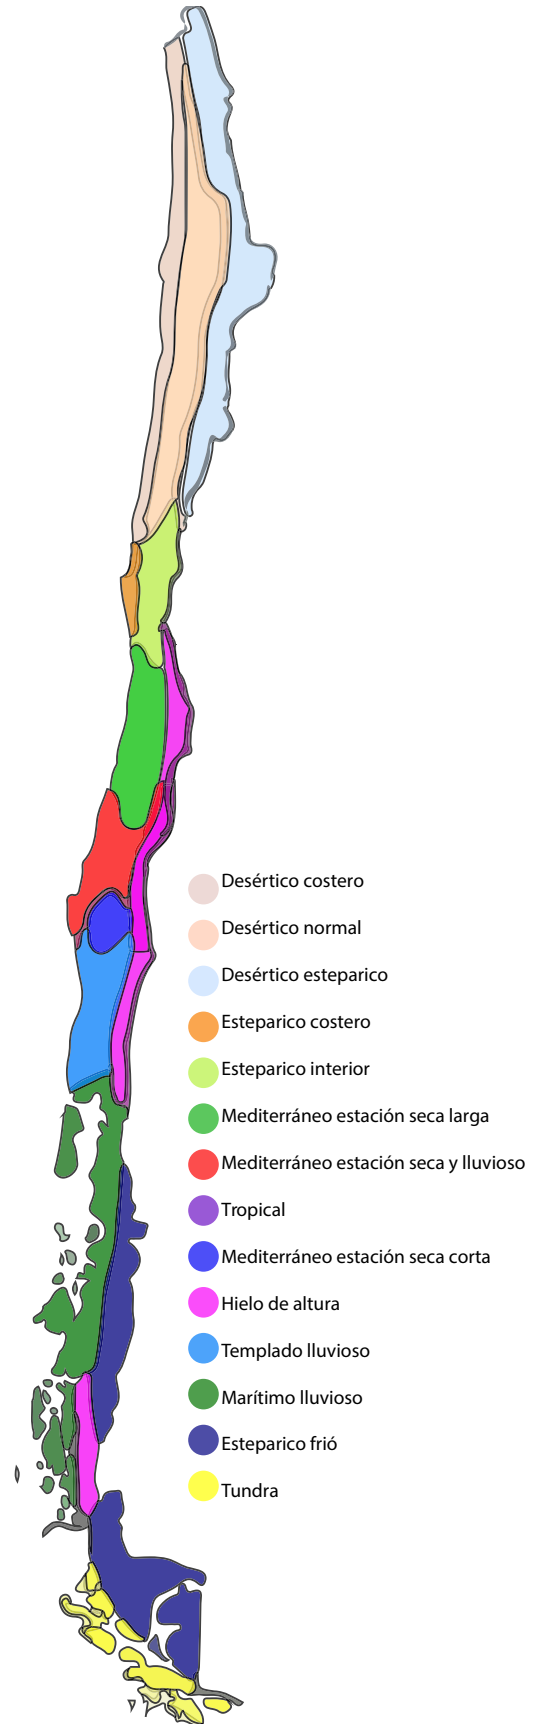 Desértico costero
Desértico normal
Desértico esteparico
Esteparico costero
Esteparico interior
Mediterráneo estación seca larga
Mediterráneo estación seca y lluvioso
Tropical
Mediterráneo estación seca corta
Hielo de altura
Templado lluvioso
Marítimo lluvioso
Esteparico frió
Tundra